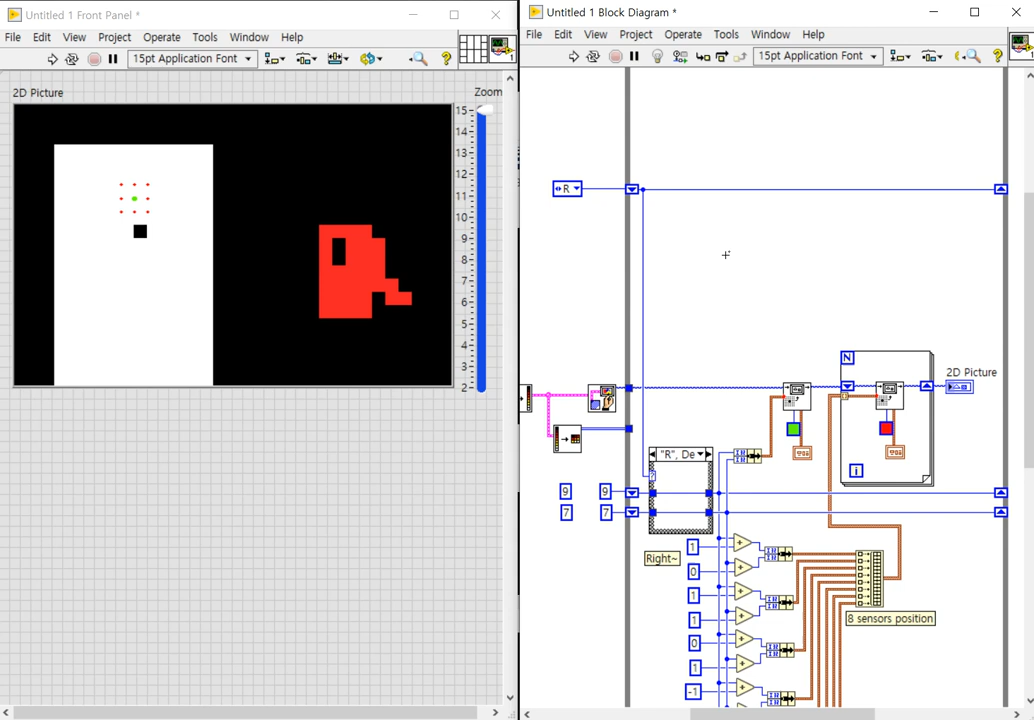 Untitled 1 Front Panel *
File Edit View Project Operate Tools Window Help
15pt Application Font
2D Picture
Zoom
15
14
13
12
11
10
9
8
7
6
5
4
3
2
Untitled 1 Block Diagram *
File Edit View Project Operate Tools Window Help
15pt Application Font
R
N
2D Picture
"R", De
i
9 9
7 7
Right~
1
0
1
1
0
1
-1
8 sensors position